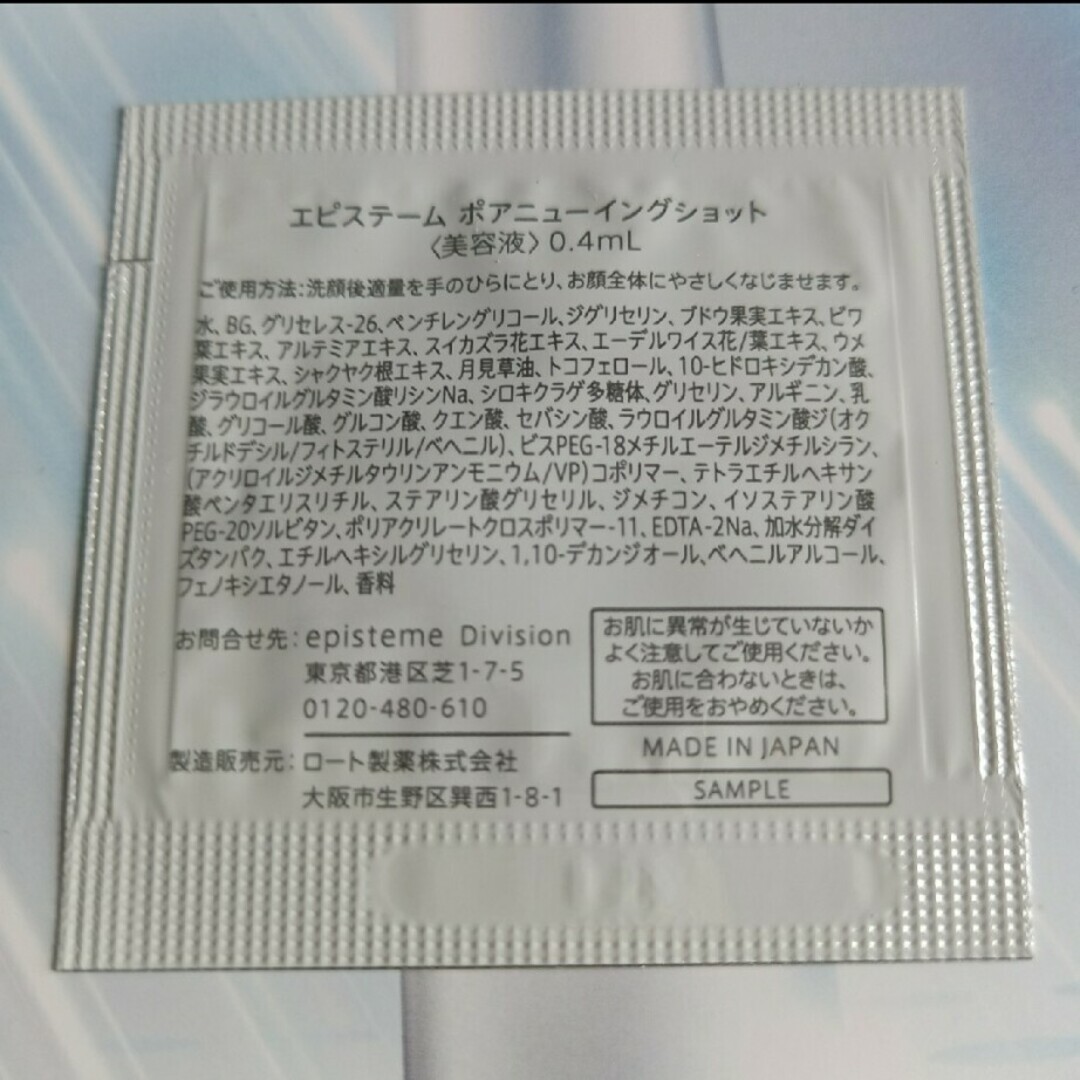 エピステーム ポアニューイングショット
〈美容液〉0.4mL
ご使用方法:洗顔後適量を手のひらにとり、お顔全体にやさしくなじませます。
水、BG、グリセレス-26、ペンチレングリコール、ジグリセリン、ブドウ果実エキス、ビワ
葉エキス、アルテミアエキス、スイカズラ花エキス、エーデルワイス花/葉エキス、ウメ
果実エキス、シャクヤク根エキス、月見草油、トコフェロール、10-ヒドロキシデカン酸、
ジラウロイルグルタミン酸リシンNa、シロキクラゲ多糖体、グリセリン、アルギニン、乳
酸、グリコール酸、グルコン酸、クエン酸、セバシン酸、ラウロイルグルタミン酸ジ(オク
チルドデシル/フィトステリル/ベヘニル)、ビスPEG-18メチルエーテルジメチルシラン、
(アクリロイルジメチルタウリンアンモニウム/VP)コポリマー、テトラエチルヘキサン
酸ペンタエリスリチル、ステアリン酸グリセリル、ジメチコン、イソステアリン酸
PEG-20ソルビタン、ポリアクリレートクロスポリマー-11、EDTA-2Na、加水分解ダイ
ズタンパク、エチルヘキシルグリセリン、1,10-デカンジオール、ベヘニルアルコール、
フェノキシエタノール、香料
お問合せ先:episteme Division
東京都港区芝1-7-5
0120-480-610
製造販売元:ロート製薬株式会社
大阪市生野区巽西1-8-1
お肌に異常が生じていないか
よく注意してご使用ください。
お肌に合わないときは、
ご使用をおやめください。
MADE IN JAPAN
SAMPLE